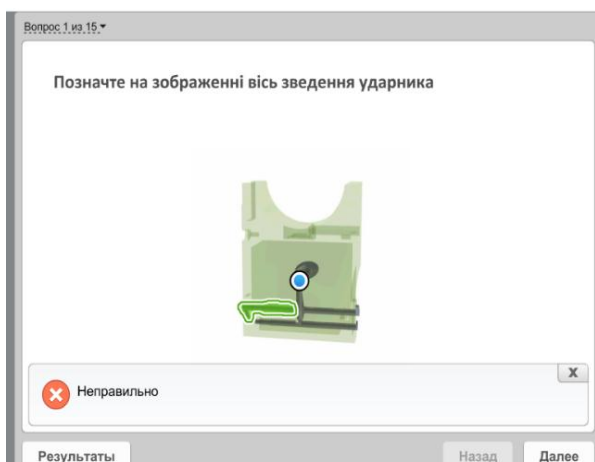 Вопрос 1 из 15
Позначте на зображенні вісь зведення ударника
X
Неправильно
Результаты
Назад
Далее